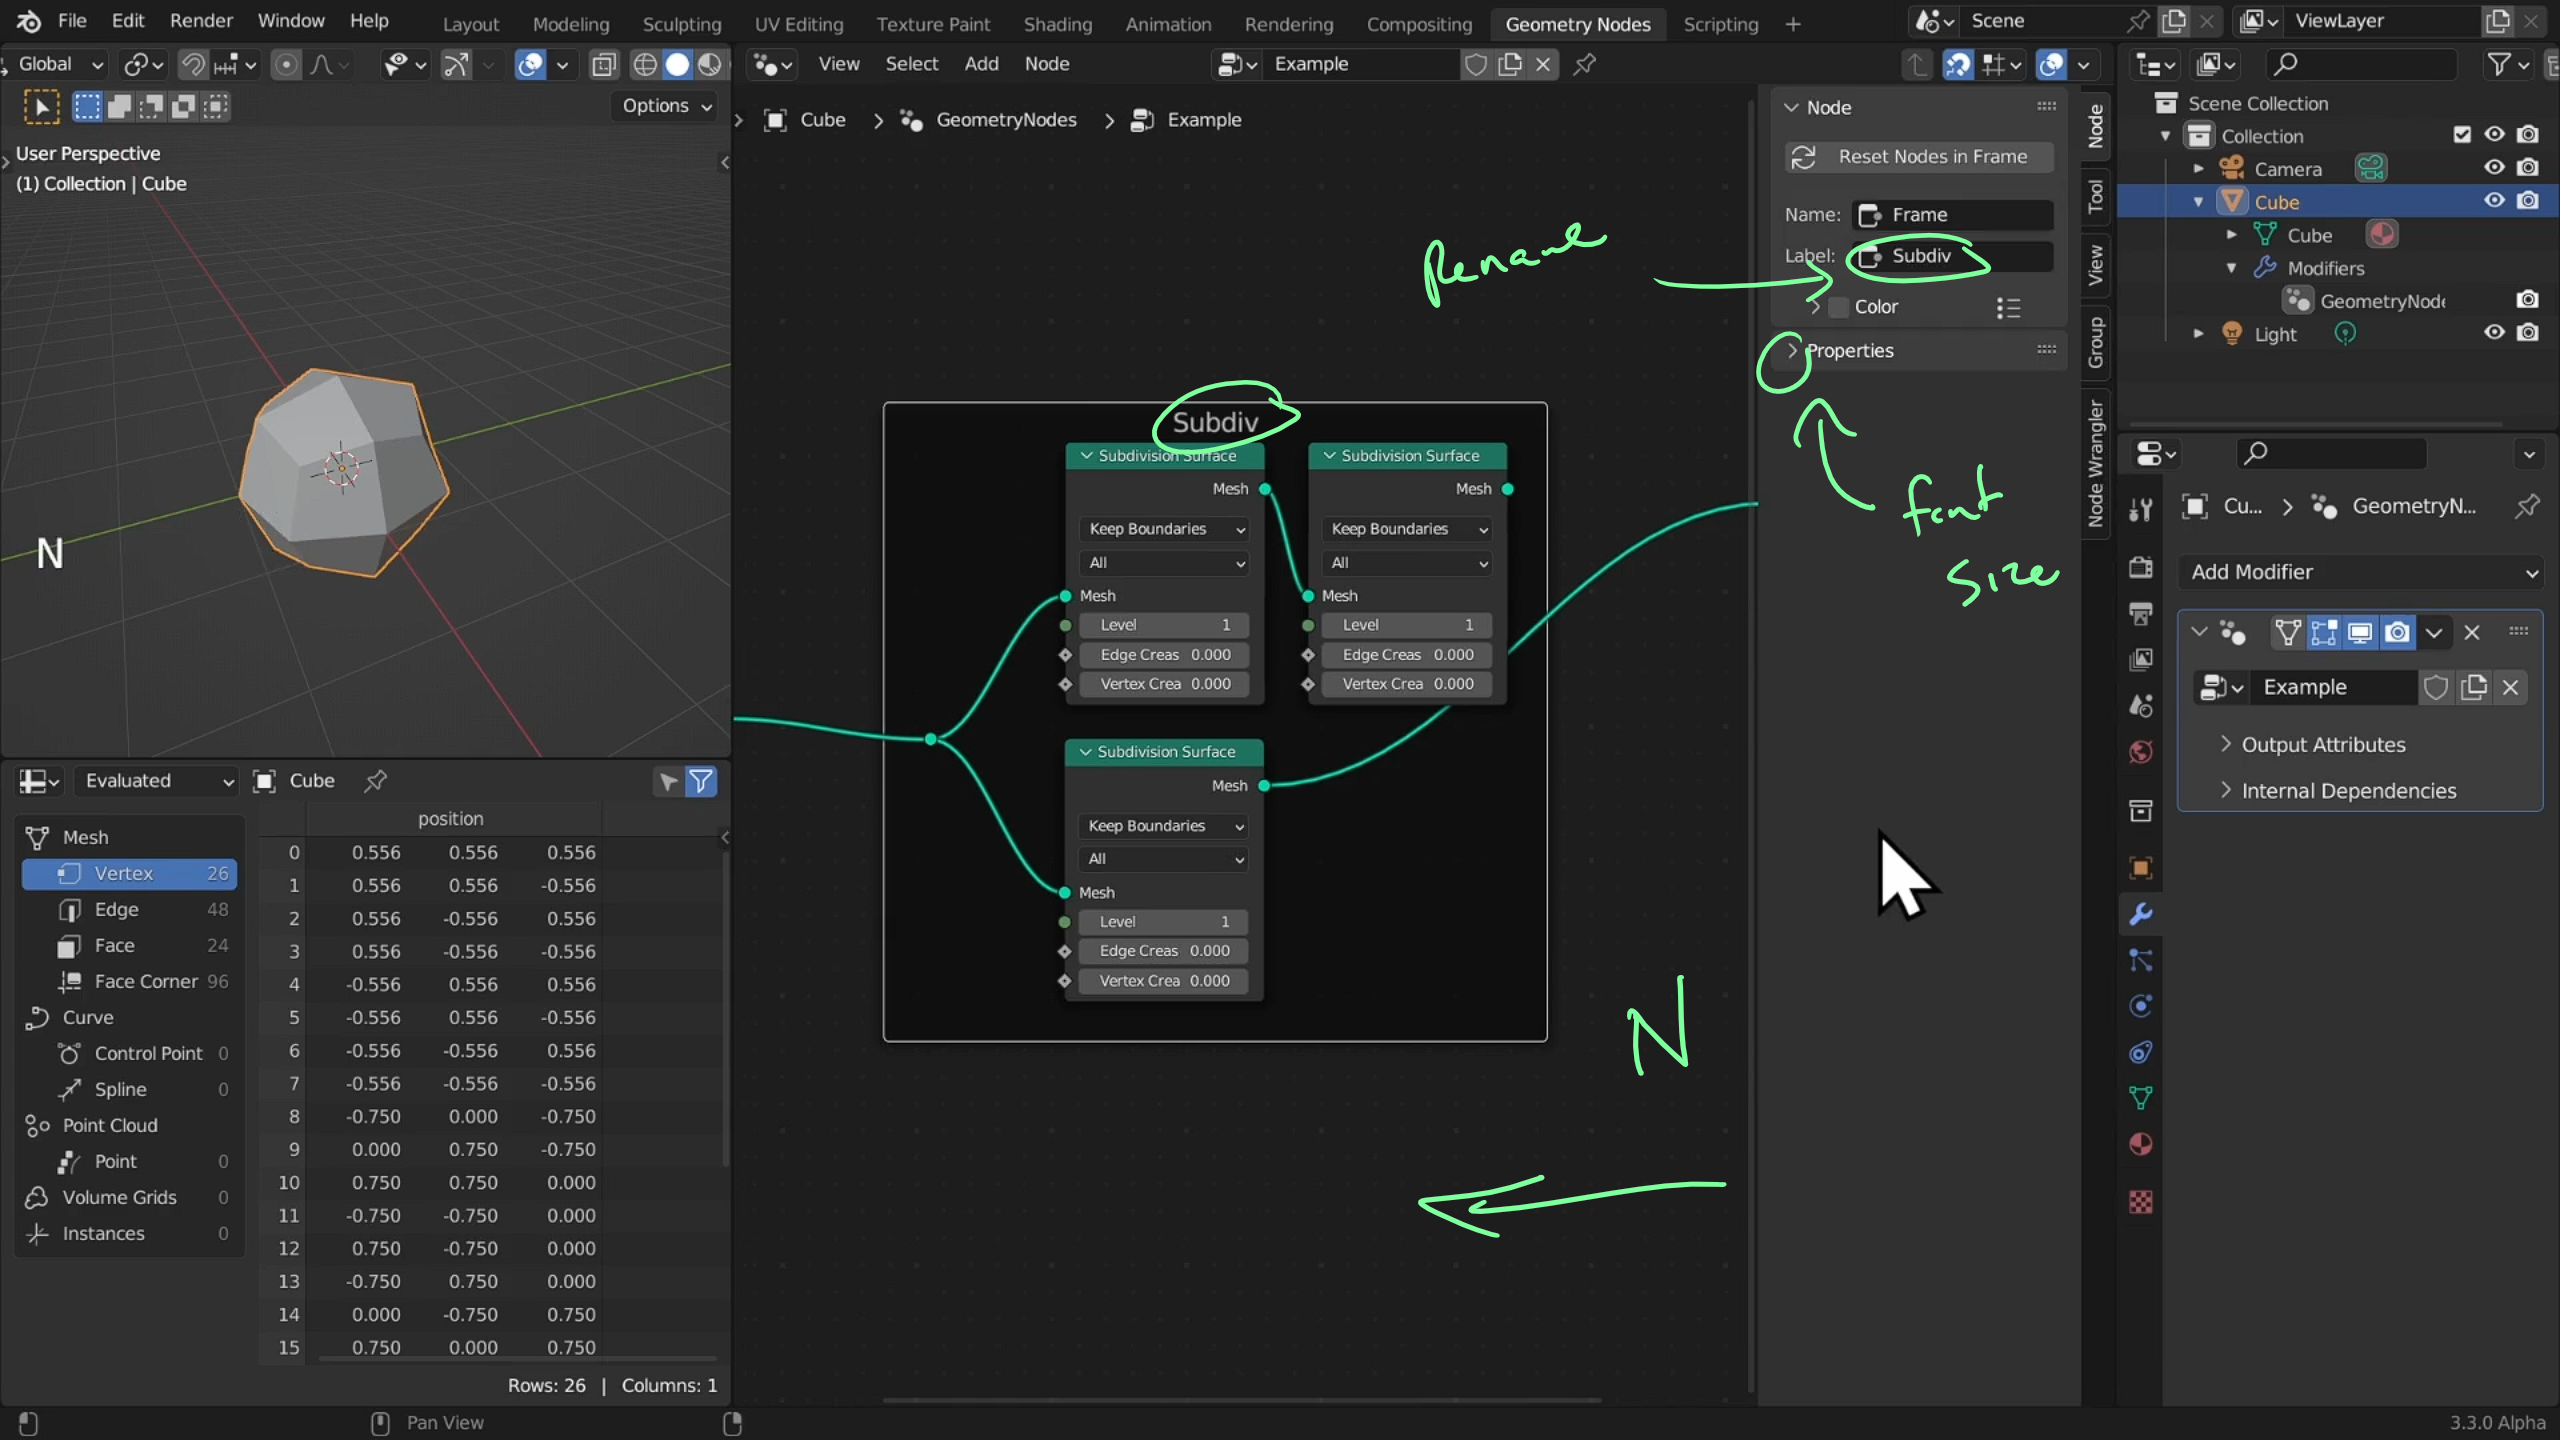 File Edit Render Window Help
Layout Modeling Sculpting UV Editing Texture Paint Shading Animation Rendering Compositing Geometry Nodes Scripting +
Scene
ViewLayer
Global
Options
View Select Add Node
Example
User Perspective
(1) Collection | Cube
N
Cube > GeometryNodes > Example
Rename
Subdiv
Subdivision Surface
Mesh
Keep Boundaries
All
Mesh
Level 1
Edge Creas 0.000
Vertex Crea 0.000
Subdivision Surface
Mesh
Keep Boundaries
All
Mesh
Level 1
Edge Creas 0.000
Vertex Crea 0.000
Subdivision Surface
Mesh
Keep Boundaries
All
Mesh
Level 1
Edge Creas 0.000
Vertex Crea 0.000
N
Node
Reset Nodes in Frame
Name: Frame
Label: Subdiv
Color
Properties
font
size
Node
Tool
View
Group
Node Wrangler
Scene Collection
Collection
Camera
Cube
Cube
Modifiers
GeometryNode
Light
Cu... > GeometryN...
Add Modifier
Example
Output Attributes
Internal Dependencies
Evaluated
Cube
Mesh
Vertex 26
Edge 48
Face 24
Face Corner 96
Curve
Control Point 0
Spline 0
Point Cloud
Point 0
Volume Grids 0
Instances 0
position
0 0.556 0.556 0.556
1 0.556 0.556 -0.556
2 0.556 -0.556 0.556
3 0.556 -0.556 -0.556
4 -0.556 0.556 0.556
5 -0.556 0.556 -0.556
6 -0.556 -0.556 0.556
7 -0.556 -0.556 -0.556
8 -0.750 0.000 -0.750
9 0.000 0.750 -0.750
10 0.750 0.750 0.000
11 -0.750 -0.750 0.000
12 0.750 -0.750 0.000
13 -0.750 0.750 0.000
14 0.000 -0.750 0.750
15 0.750 0.000 0.750
Rows: 26 | Columns: 1
Pan View
3.3.0 Alpha